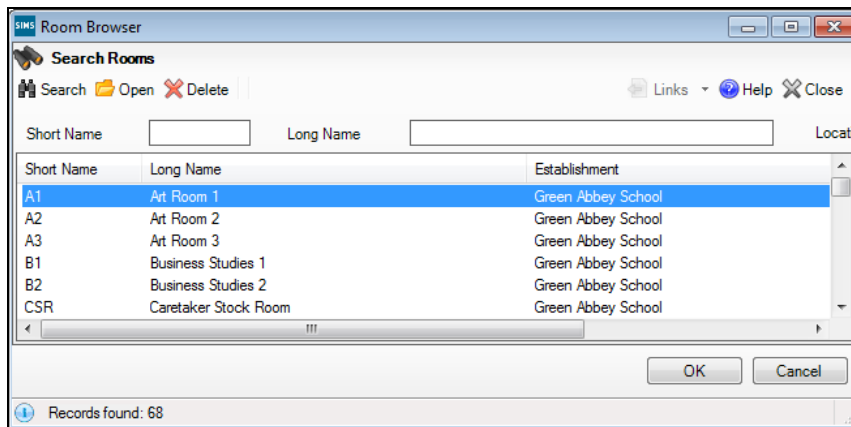 SIMS Room Browser
Search Rooms
Search Open Delete Links Help Close
Short Name Long Name Locat
Short Name Long Name Establishment
A1 Art Room 1 Green Abbey School
A2 Art Room 2 Green Abbey School
A3 Art Room 3 Green Abbey School
B1 Business Studies 1 Green Abbey School
B2 Business Studies 2 Green Abbey School
CSR Caretaker Stock Room Green Abbey School
OK Cancel
Records found: 68